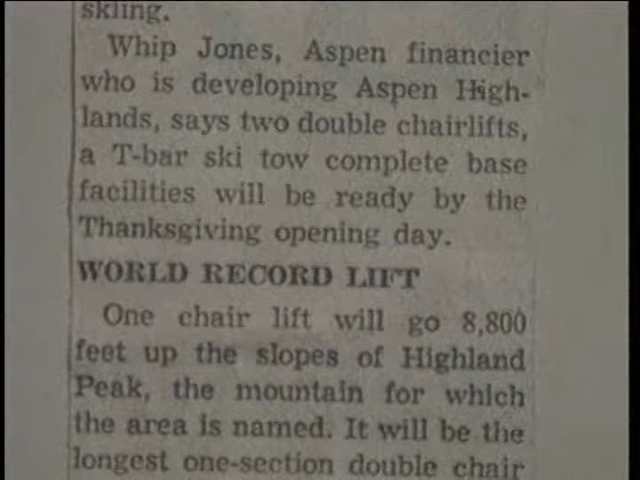 skiing.
Whip Jones, Aspen financier
who is developing Aspen High-
lands, says two double chairlifts,
a T-bar ski tow complete base
facilities will be ready by the
Thanksgiving opening day.
WORLD RECORD LIFT
One chair lift will go 8,800
feet up the slopes of Highland
Peak, the mountain for which
the area is named. It will be the
longest one-section double chair